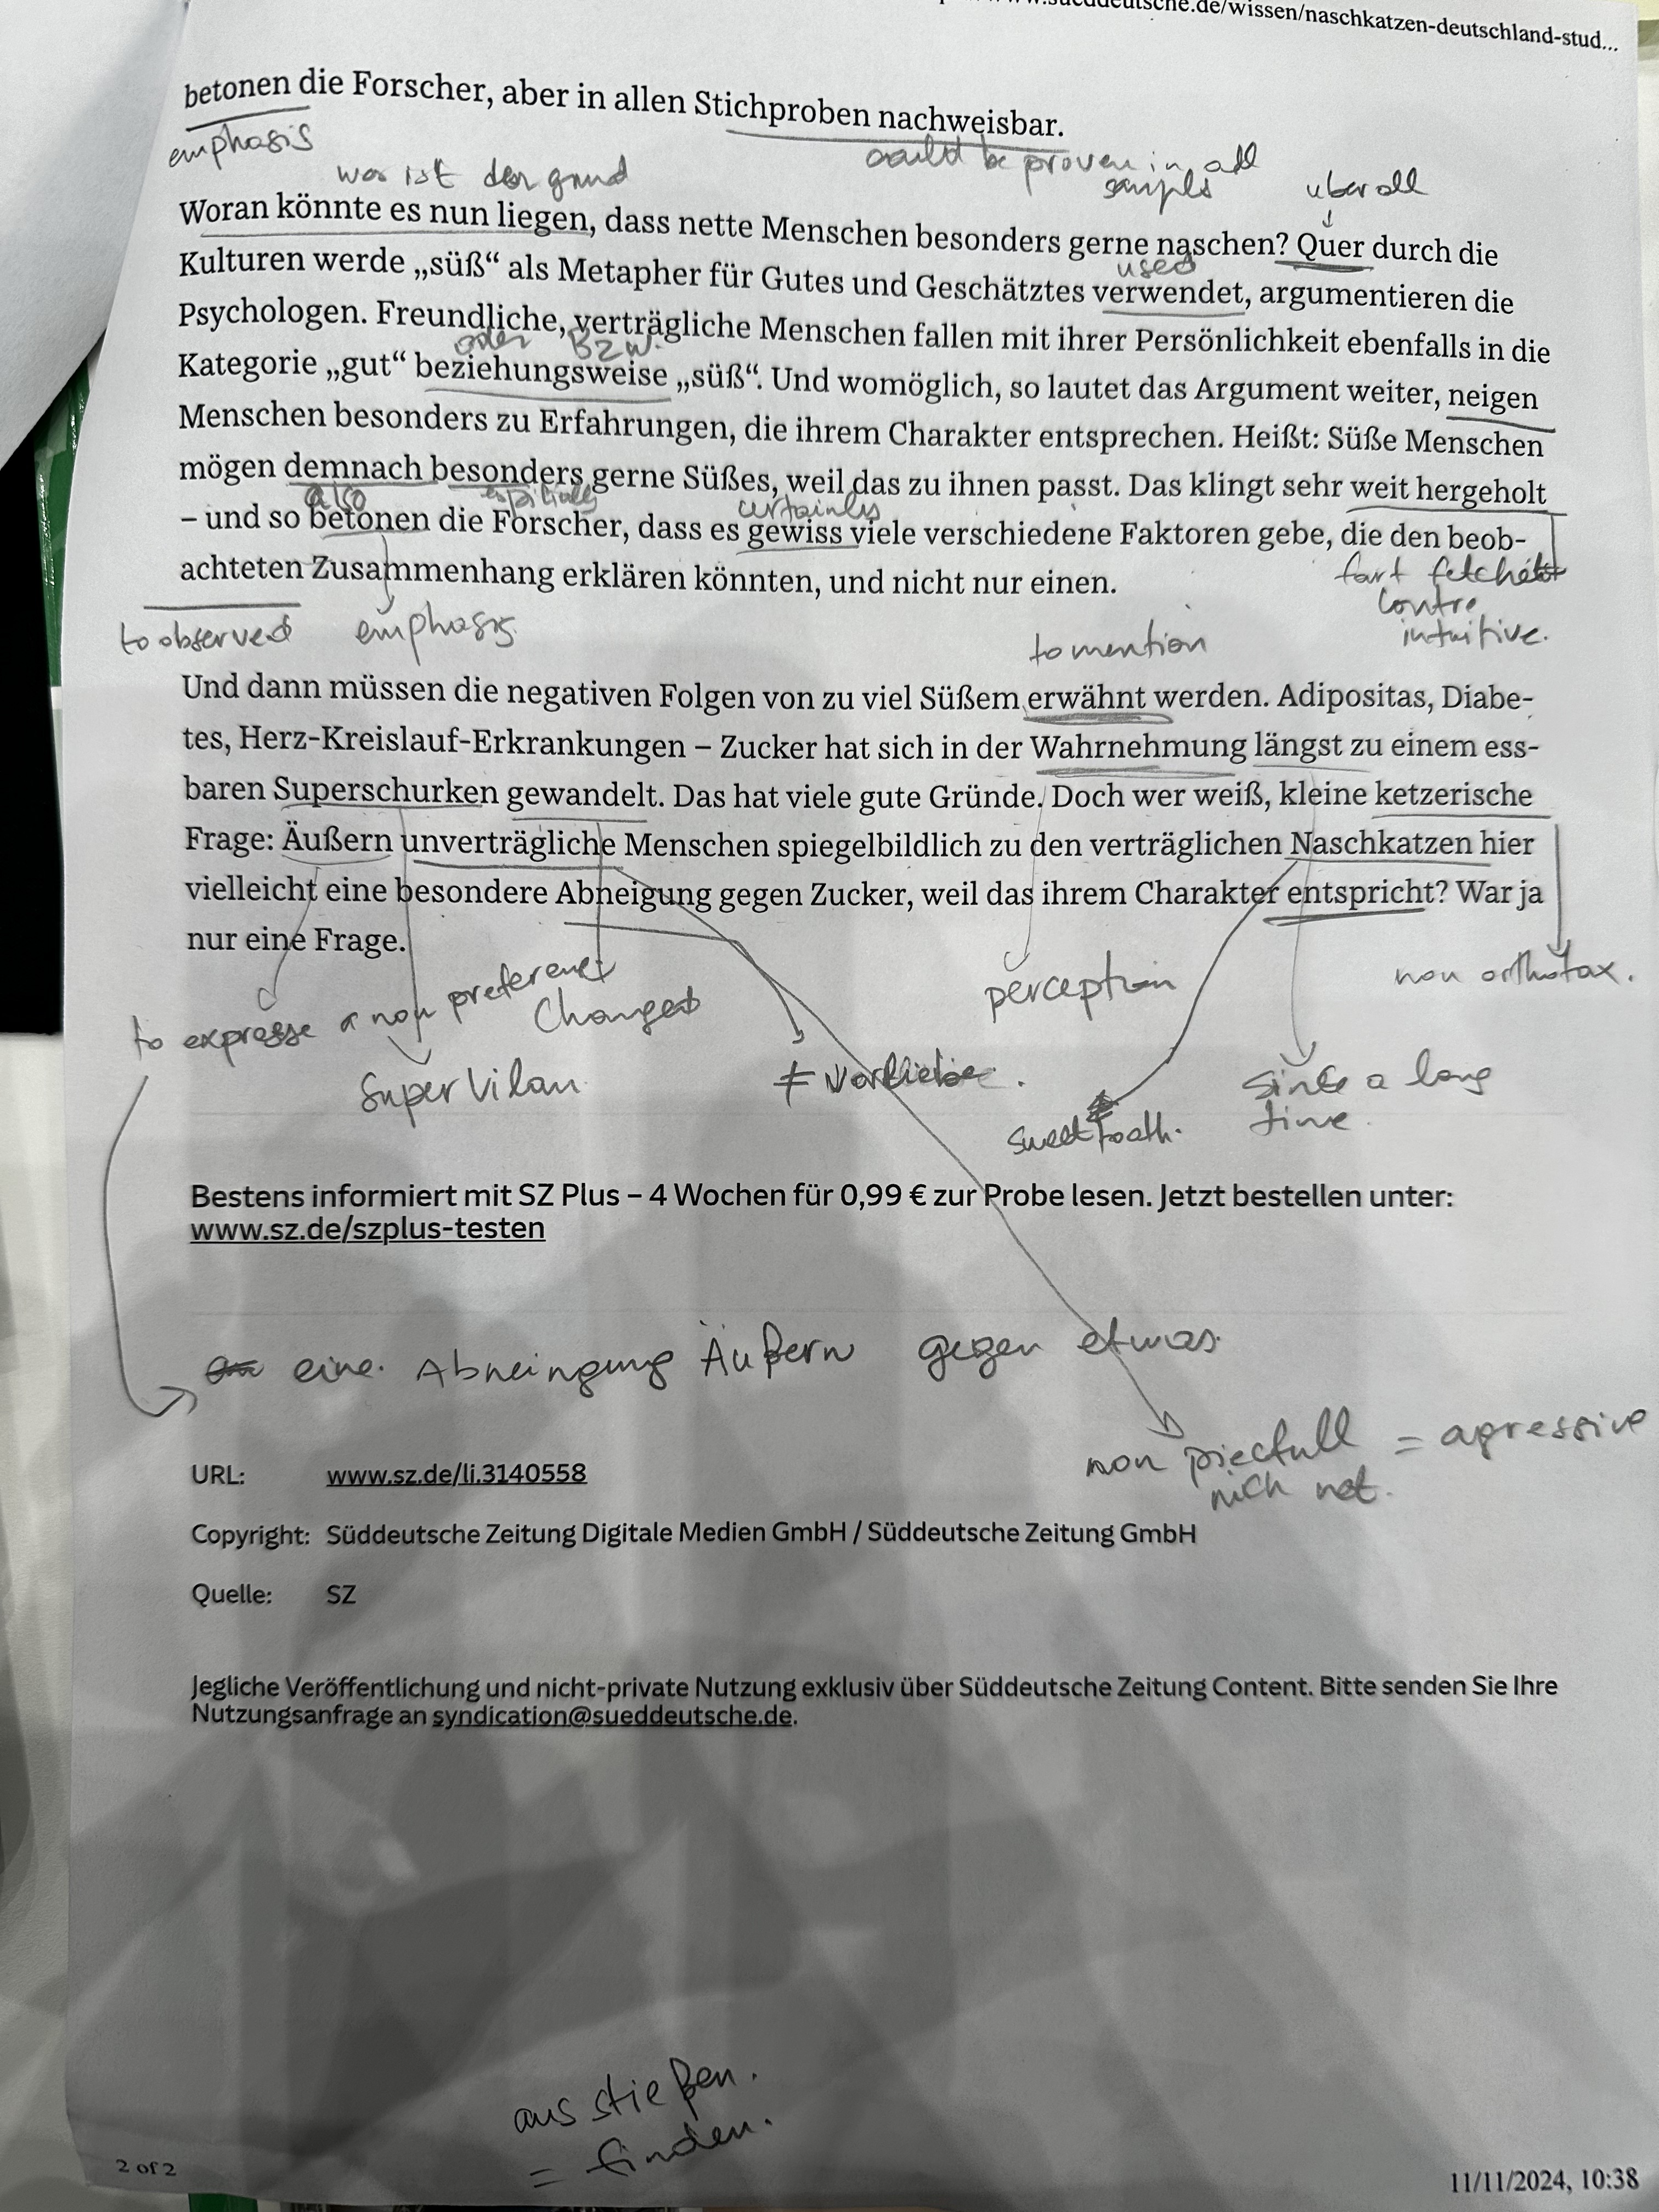 sueddeutsche.de/wissen/naschkatzen-deutschland-stud...
betonen die Forscher, aber in allen Stichproben nachweisbar.
emphasis
could be proven in all
sampls
was ist der grund
uberall
Woran könnte es nun liegen, dass nette Menschen besonders gerne naschen? Quer durch die
used
Kulturen werde „süß“ als Metapher für Gutes und Geschätztes verwendet, argumentieren die
Psychologen. Freundliche, verträgliche Menschen fallen mit ihrer Persönlichkeit ebenfalls in die
oder Bzw.
Kategorie „gut“ beziehungsweise „süß“. Und womöglich, so lautet das Argument weiter, neigen
Menschen besonders zu Erfahrungen, die ihrem Charakter entsprechen. Heißt: Süße Menschen
mögen demnach besonders gerne Süßes, weil das zu ihnen passt. Das klingt sehr weit hergeholt
also certainly
– und so betonen die Forscher, dass es gewiss viele verschiedene Faktoren gebe, die den beob-
achteten Zusammenhang erklären könnten, und nicht nur einen.
contre
intuitive.
to observed emphasis.
to mention
Und dann müssen die negativen Folgen von zu viel Süßem erwähnt werden. Adipositas, Diabe-
tes, Herz-Kreislauf-Erkrankungen – Zucker hat sich in der Wahrnehmung längst zu einem ess-
baren Superschurken gewandelt. Das hat viele gute Gründe. Doch wer weiß, kleine ketzerische
Frage: Äußern unverträgliche Menschen spiegelbildlich zu den verträglichen Naschkatzen hier
vielleicht eine besondere Abneigung gegen Zucker, weil das ihrem Charakter entspricht? War ja
nur eine Frage.
to expresse a non
changed
perception
non orthotox.
Super Vilan
≠ Vorliebe.
sweet toath.
since a long
time.
Bestens informiert mit SZ Plus – 4 Wochen für 0,99 € zur Probe lesen. Jetzt bestellen unter:
www.sz.de/szplus-testen
eine. Abneingung Äußern gegen etwas.
non piecfull = agressive
nich net.
URL: www.sz.de/li.3140558
Copyright: Süddeutsche Zeitung Digitale Medien GmbH / Süddeutsche Zeitung GmbH
Quelle: SZ
Jegliche Veröffentlichung und nicht-private Nutzung exklusiv über Süddeutsche Zeitung Content. Bitte senden Sie Ihre
Nutzungsanfrage an syndication@sueddeutsche.de.
aus stießen.
= finden.
2 of 2
11/11/2024, 10:38